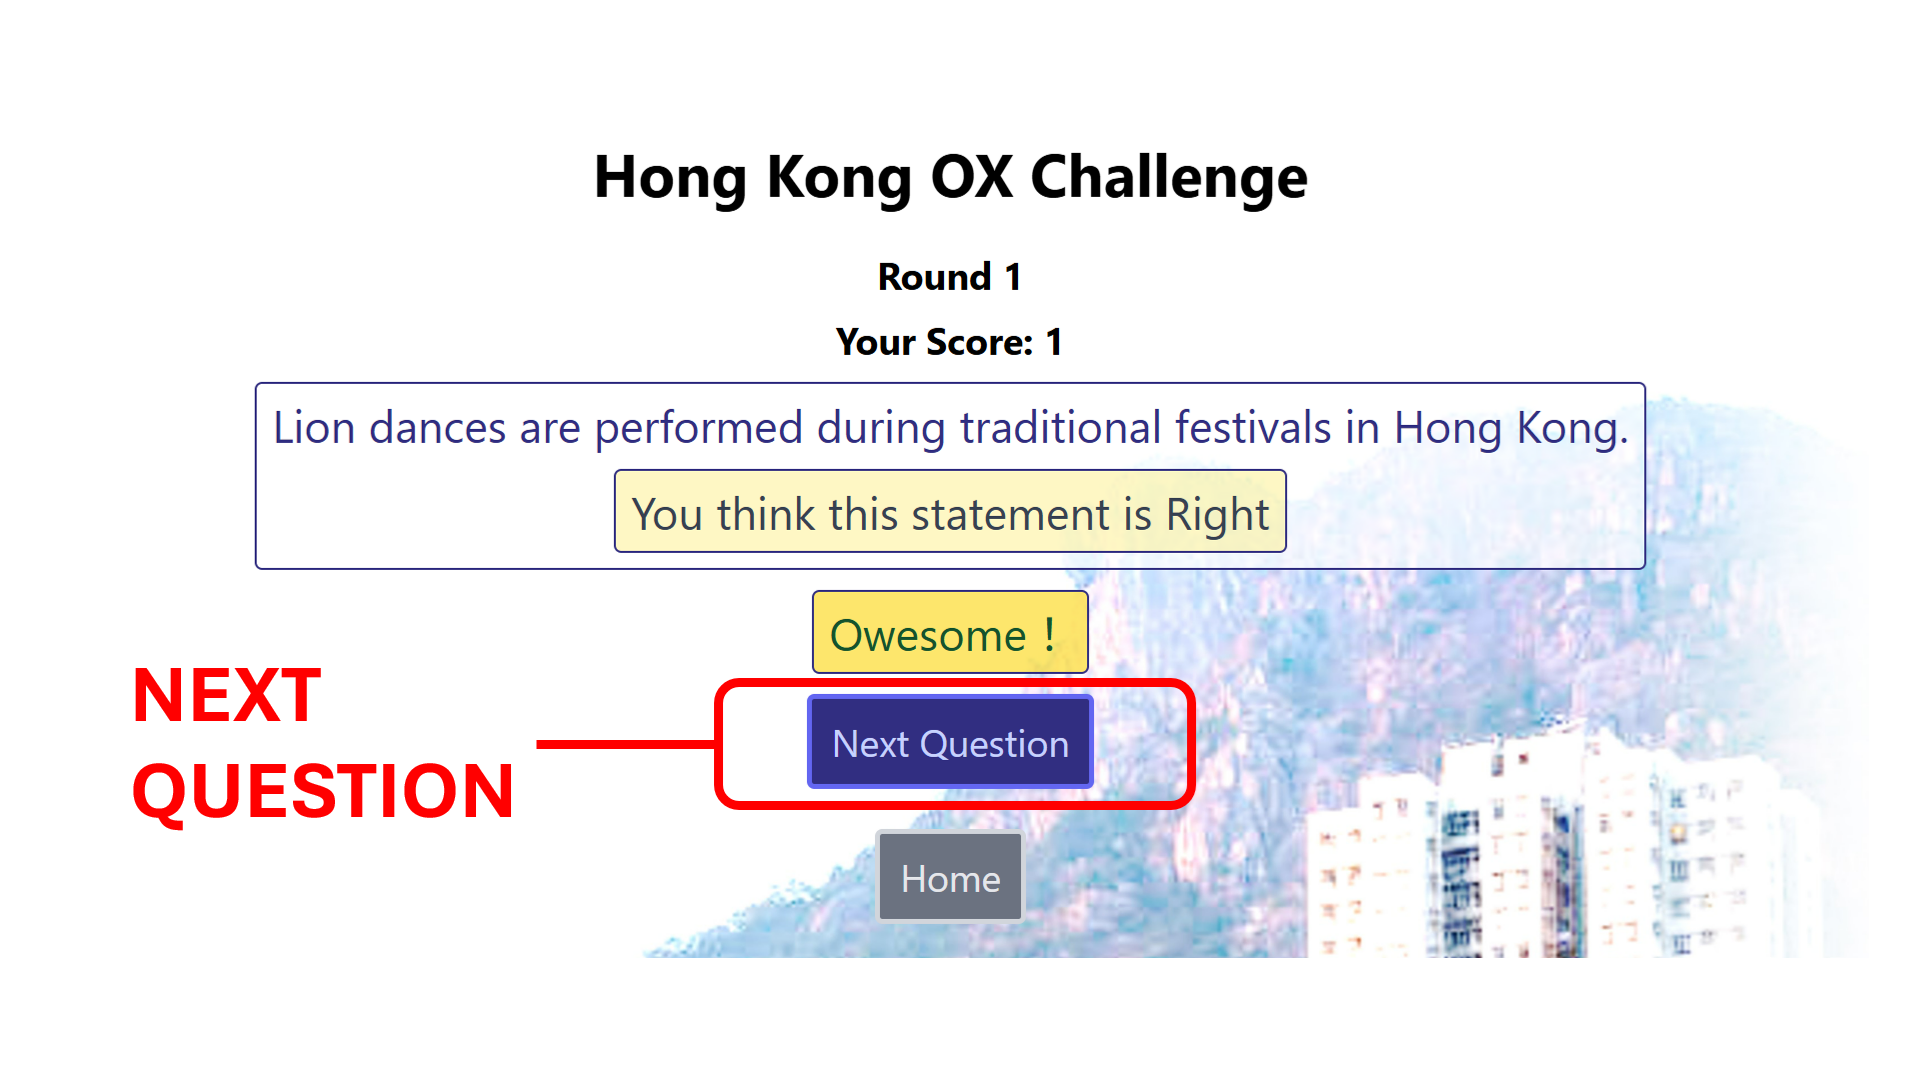 Hong Kong OX Challenge
Round 1
Your Score: 1
Lion dances are performed during traditional festivals in Hong Kong.
You think this statement is Right
Owesome !
NEXT
QUESTION
Next Question
Home